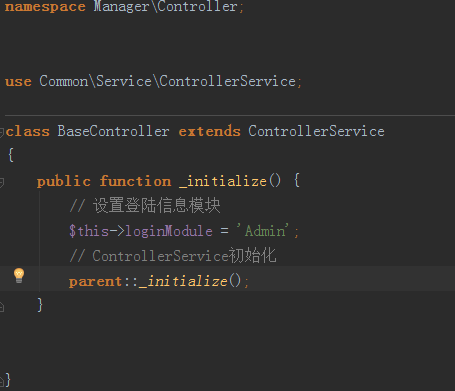 namespace Manager\Controller;
use Common\Service\ControllerService;
class BaseController extends ControllerService
{
public function _initialize() {
// 设置登陆信息模块
$this->loginModule = 'Admin';
// ControllerService初始化
parent::_initialize();
}
}